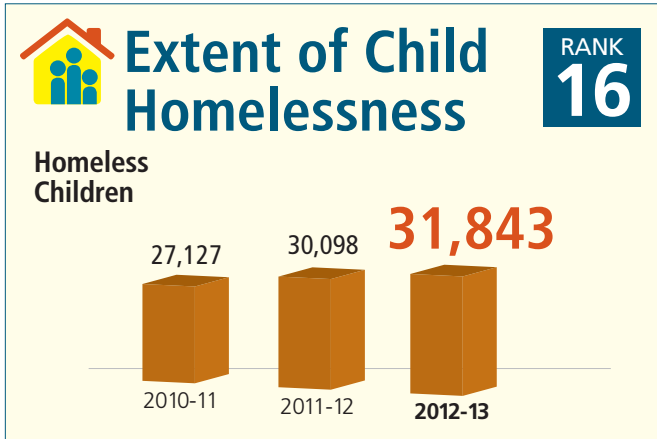 Extent of Child
Homelessness
RANK
16
Homeless
Children
27,127
30,098
31,843
2010-11
2011-12
2012-13